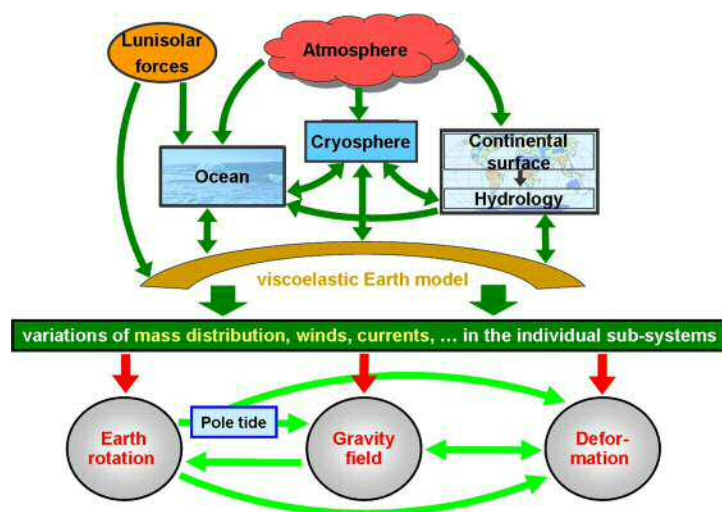 Lunisolar
forces
Atmosphere
Cryosphere
Continental
surface
Ocean
Hydrology
viscoelastic Earth model
variations of mass distribution, winds, currents, ... in the individual sub-systems
Pole tide
Earth
rotation
Gravity
field
Defor-
mation